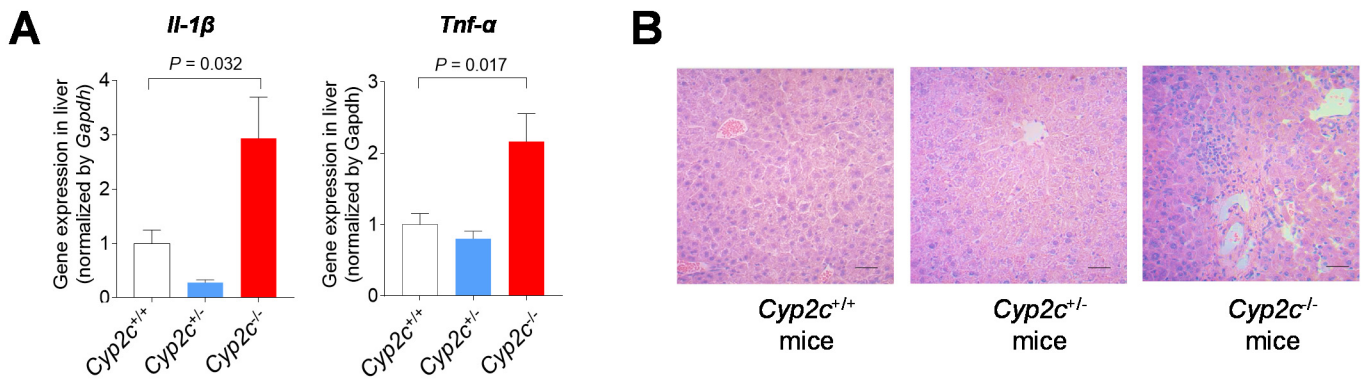 A
Il-1β
P = 0.032
Gene expression in liver
(normalized by Gapdh)
4
3
2
1
0
Cyp2c+/+
Cyp2c+/-
Cyp2c-/-
Tnf-α
P = 0.017
Gene expression in liver
(normalized by Gapdh)
3
2
1
0
Cyp2c+/+
Cyp2c+/-
Cyp2c-/-
B
Cyp2c+/+
mice
Cyp2c+/-
mice
Cyp2c-/-
mice